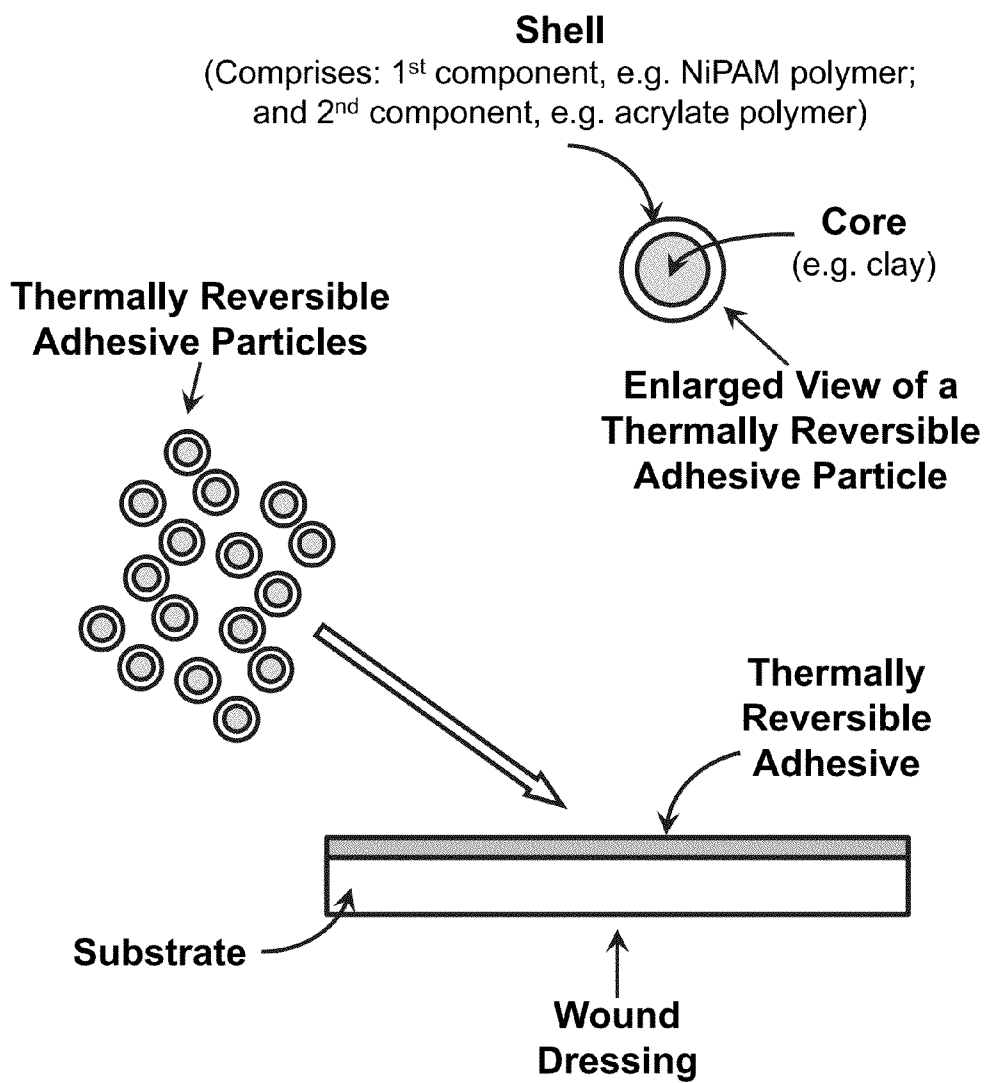 Shell
(Comprises: 1st component, e.g. NiPAM polymer;
and 2nd component, e.g. acrylate polymer)
Core
(e.g. clay)
Thermally Reversible
Adhesive Particles
Enlarged View of a
Thermally Reversible
Adhesive Particle
Thermally
Reversible
Adhesive
Substrate
Wound
Dressing